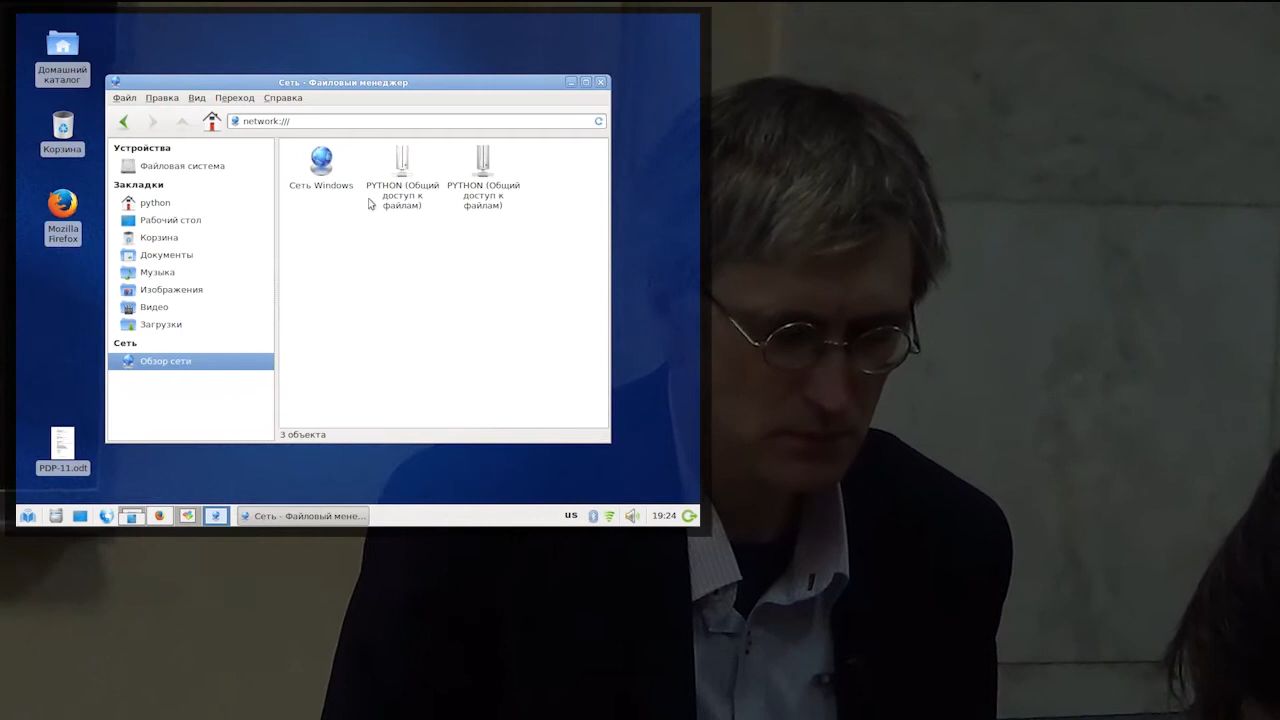 Домашний
каталог
Корзина
Mozilla
Firefox
PDP-11.odt
Сеть - Файловый менеджер
Файл Правка Вид Переход Справка
network:///
Устройства
Файловая система
Закладки
python
Рабочий стол
Корзина
Документы
Музыка
Изображения
Видео
Загрузки
Сеть
Обзор сети
Сеть Windows
PYTHON (Общий
доступ к
файлам)
PYTHON (Общий
доступ к
файлам)
3 объекта
Сеть - Файловый мене...
us
19:24